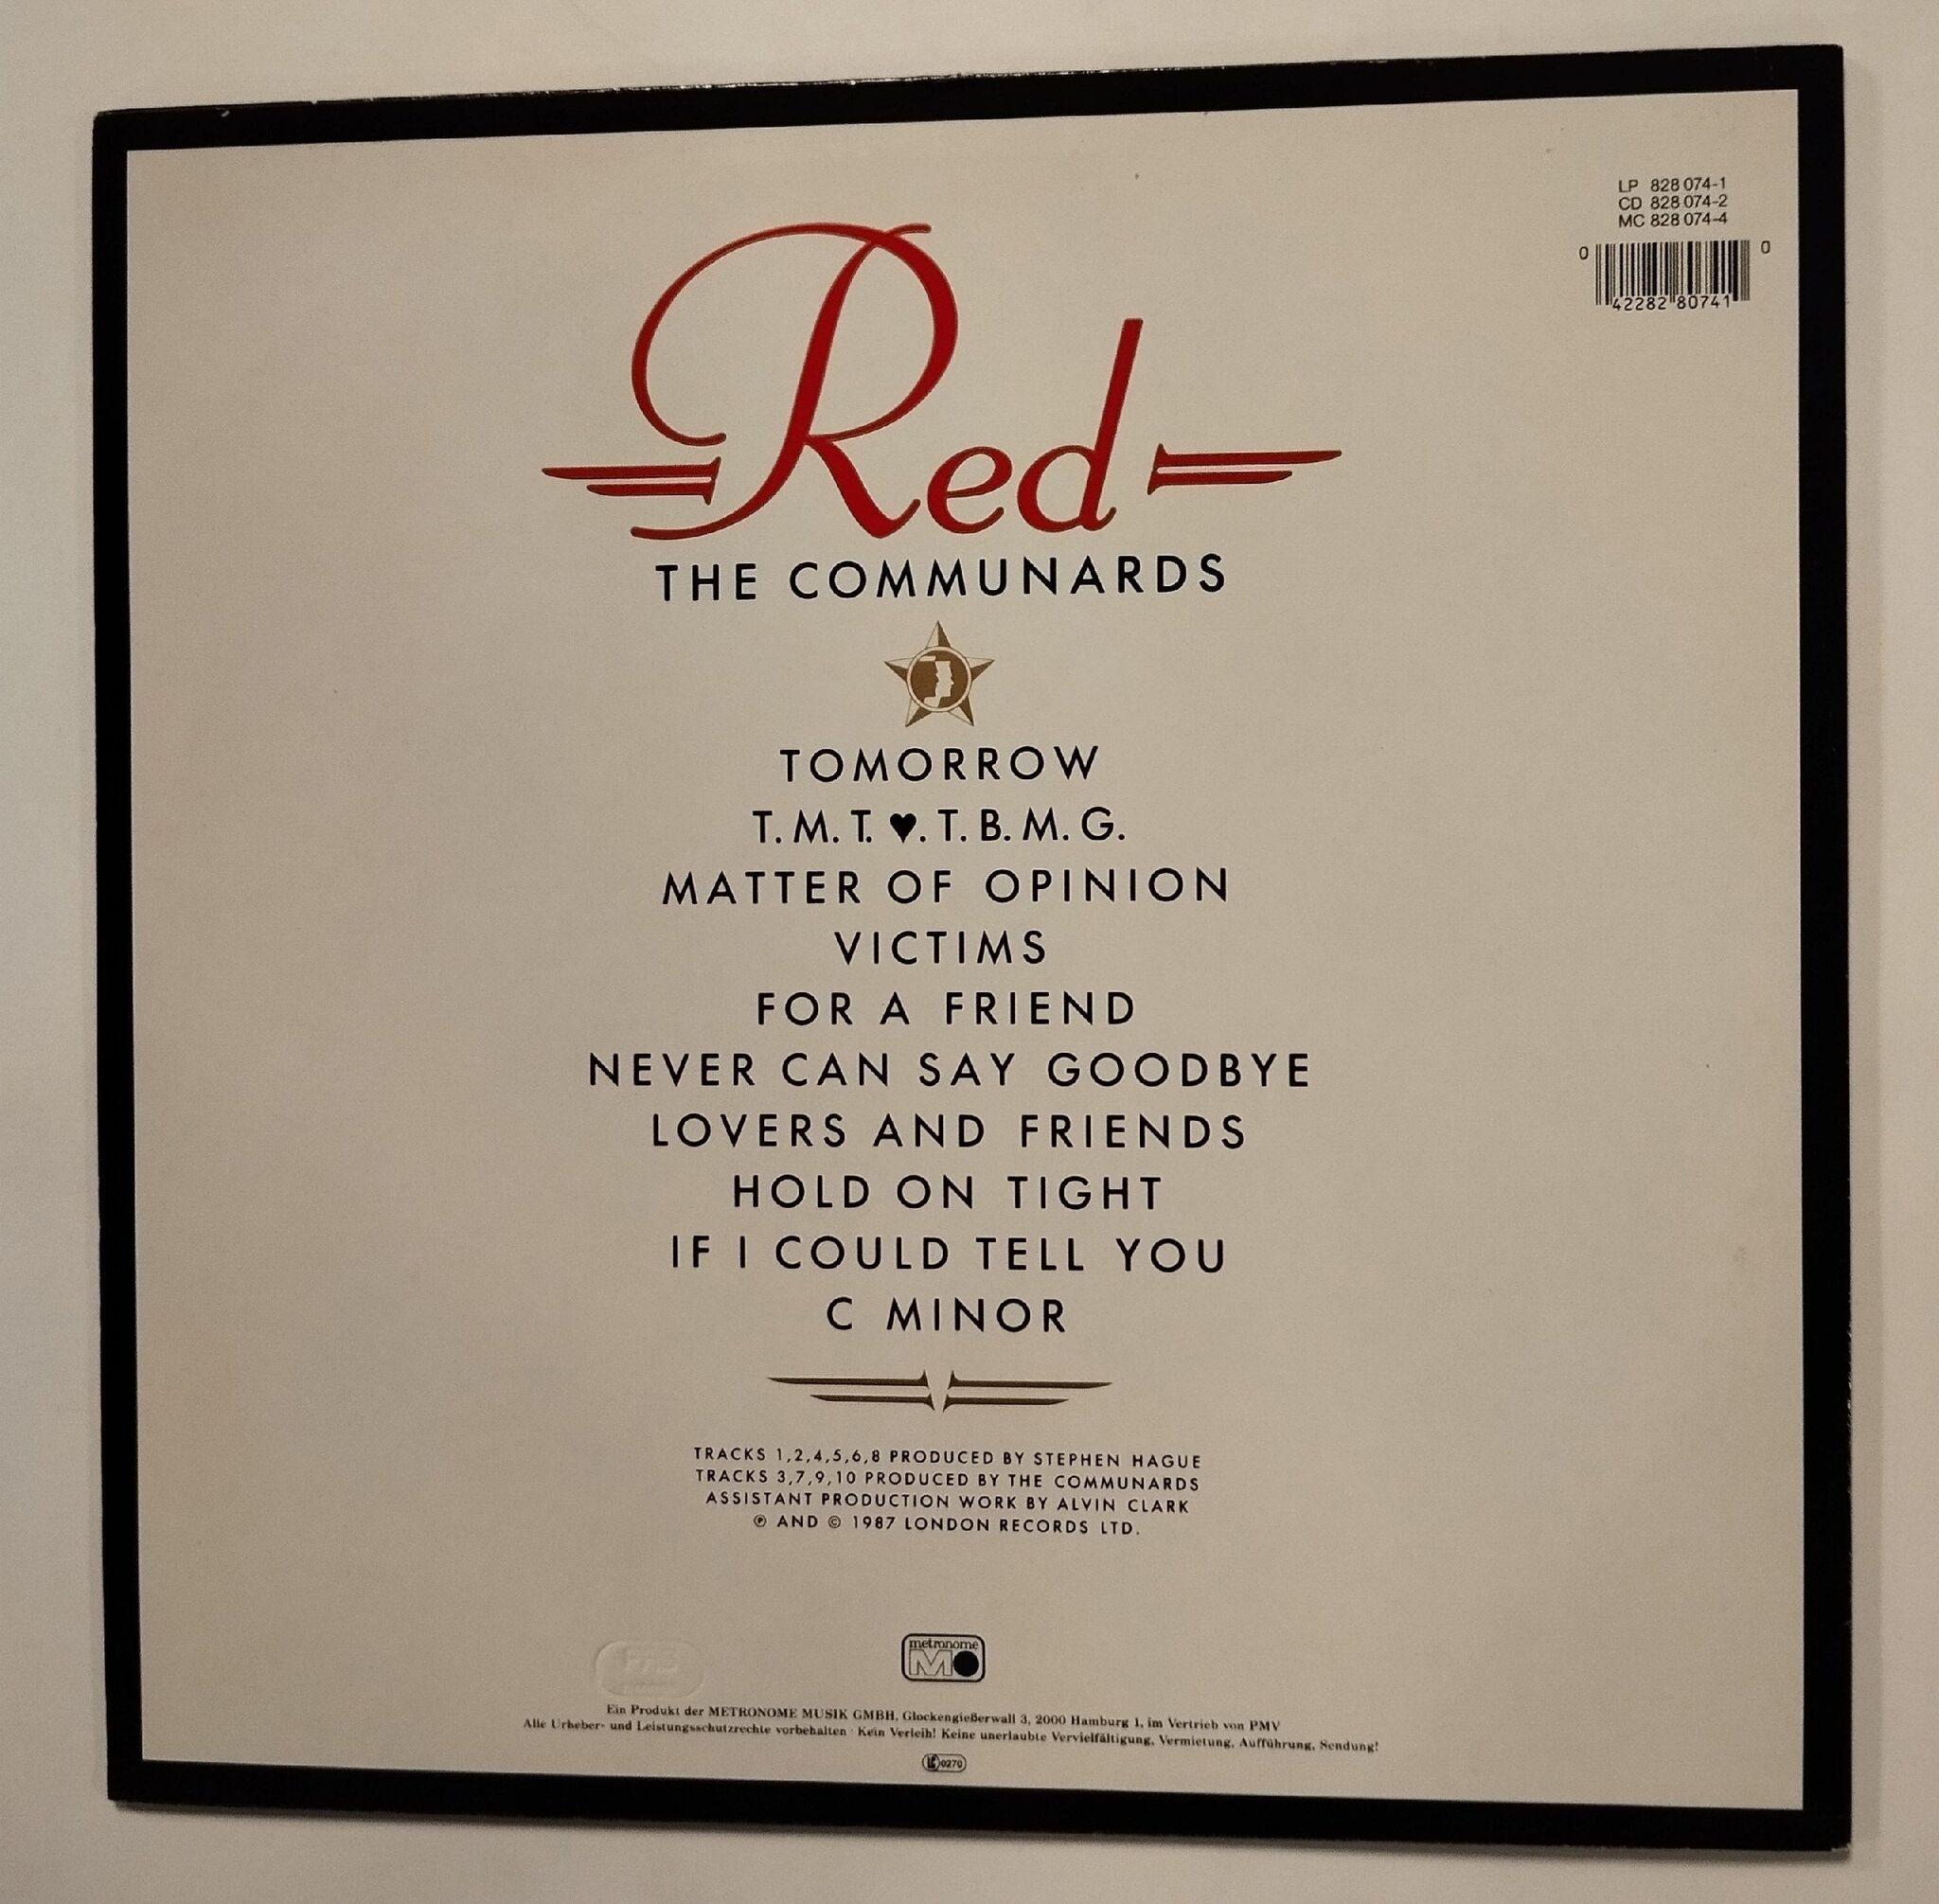 LP 828 074-1
CD 828 074-2
MC 828 074-4
0 42282 80741 0
Red
THE COMMUNARDS
TOMORROW
T. M. T. ♥. T. B. M. G.
MATTER OF OPINION
VICTIMS
FOR A FRIEND
NEVER CAN SAY GOODBYE
LOVERS AND FRIENDS
HOLD ON TIGHT
IF I COULD TELL YOU
C MINOR
TRACKS 1,2,4,5,6,8 PRODUCED BY STEPHEN HAGUE
TRACKS 3,7,9,10 PRODUCED BY THE COMMUNARDS
ASSISTANT PRODUCTION WORK BY ALVIN CLARK
℗ AND © 1987 LONDON RECORDS LTD.
metronome
MO
Ein Produkt der METRONOME MUSIK GMBH, Glockengießerwall 3, 2000 Hamburg 1, im Vertrieb von PMV
Alle Urheber- und Leistungsschutzrechte vorbehalten · Kein Verleih! Keine unerlaubte Vervielfältigung, Vermietung, Aufführung, Sendung!
LC 0270